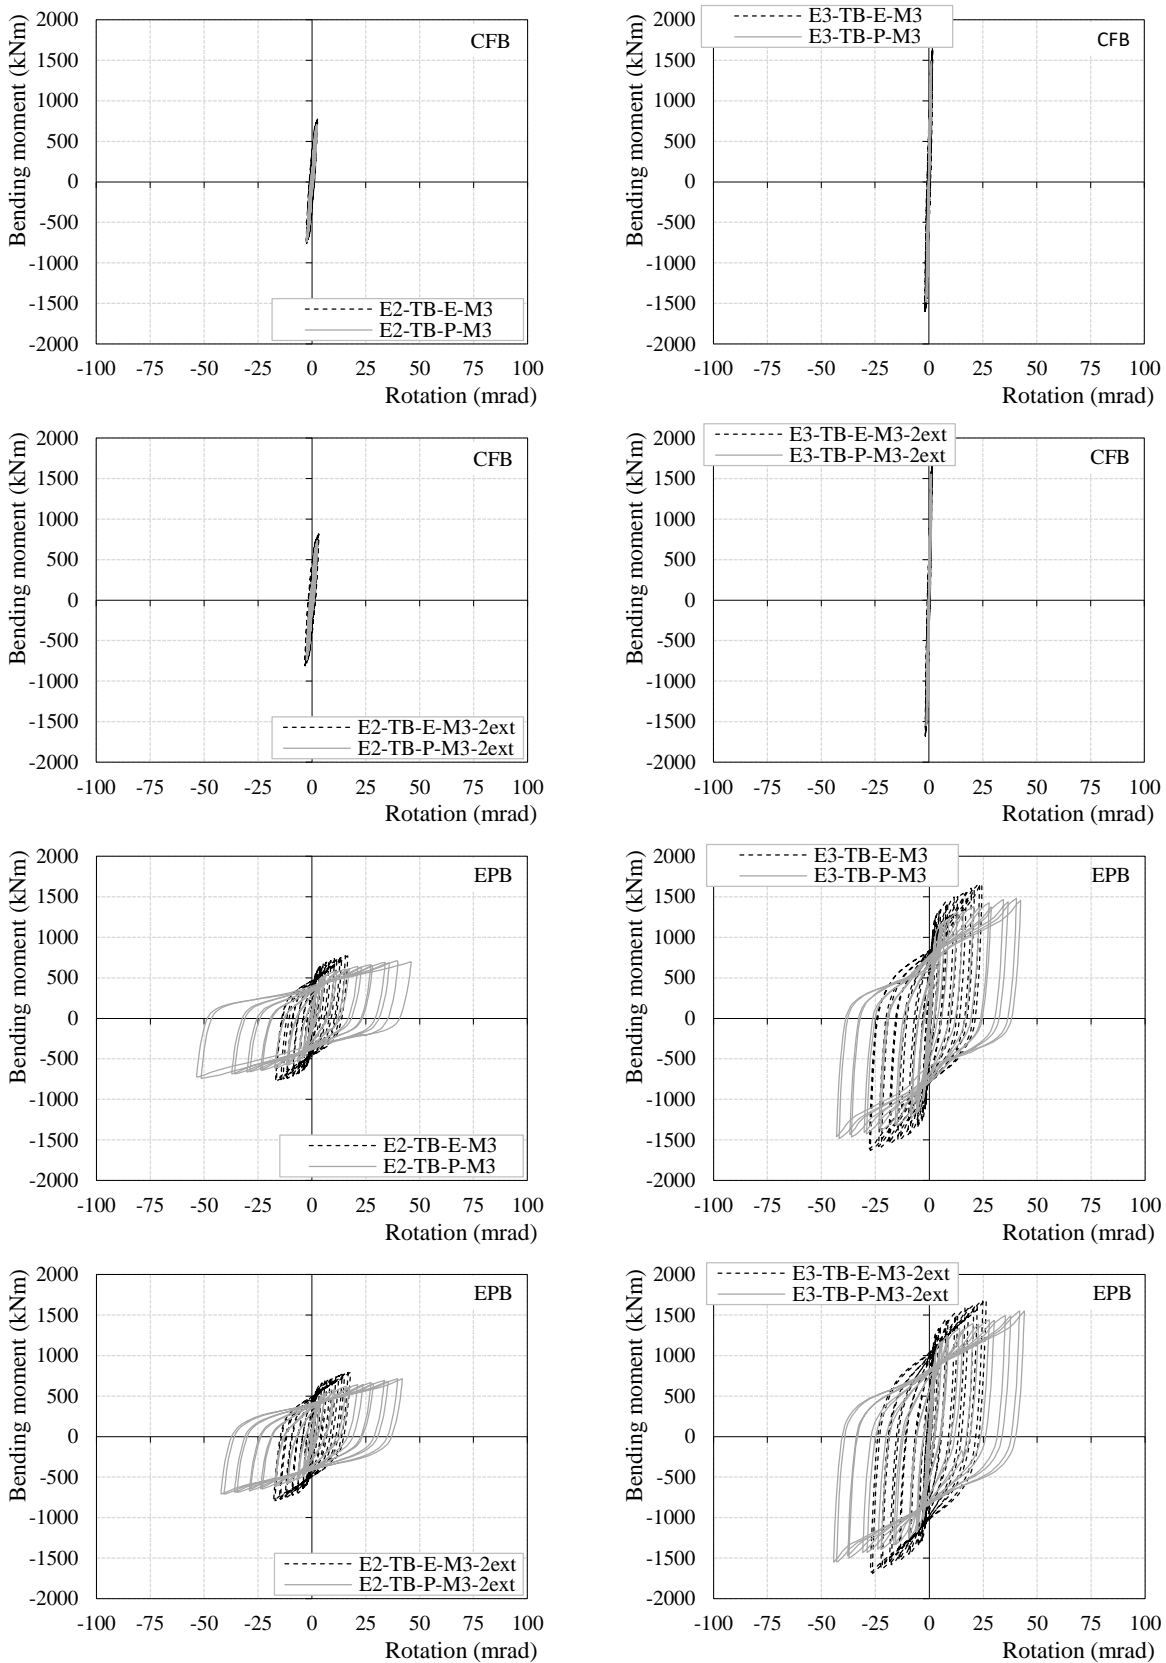 Bending moment (kNm)
2000
1500
1000
500
0
-500
-1000
-1500
-2000
CFB
E2-TB-E-M3
E2-TB-P-M3
-100 -75 -50 -25 0 25 50 75 100
Rotation (mrad)
Bending moment (kNm)
2000
1500
1000
500
0
-500
-1000
-1500
-2000
E3-TB-E-M3
E3-TB-P-M3
CFB
-100 -75 -50 -25 0 25 50 75 100
Rotation (mrad)
Bending moment (kNm)
2000
1500
1000
500
0
-500
-1000
-1500
-2000
CFB
E2-TB-E-M3-2ext
E2-TB-P-M3-2ext
-100 -75 -50 -25 0 25 50 75 100
Rotation (mrad)
Bending moment (kNm)
2000
1500
1000
500
0
-500
-1000
-1500
-2000
E3-TB-E-M3-2ext
E3-TB-P-M3-2ext
CFB
-100 -75 -50 -25 0 25 50 75 100
Rotation (mrad)
Bending moment (kNm)
2000
1500
1000
500
0
-500
-1000
-1500
-2000
EPB
E2-TB-E-M3
E2-TB-P-M3
-100 -75 -50 -25 0 25 50 75 100
Rotation (mrad)
Bending moment (kNm)
2000
1500
1000
500
0
-500
-1000
-1500
-2000
E3-TB-E-M3
E3-TB-P-M3
EPB
-100 -75 -50 -25 0 25 50 75 100
Rotation (mrad)
Bending moment (kNm)
2000
1500
1000
500
0
-500
-1000
-1500
-2000
EPB
E2-TB-E-M3-2ext
E2-TB-P-M3-2ext
-100 -75 -50 -25 0 25 50 75 100
Rotation (mrad)
Bending moment (kNm)
2000
1500
1000
500
0
-500
-1000
-1500
-2000
E3-TB-E-M3-2ext
E3-TB-P-M3-2ext
EPB
-100 -75 -50 -25 0 25 50 75 100
Rotation (mrad)